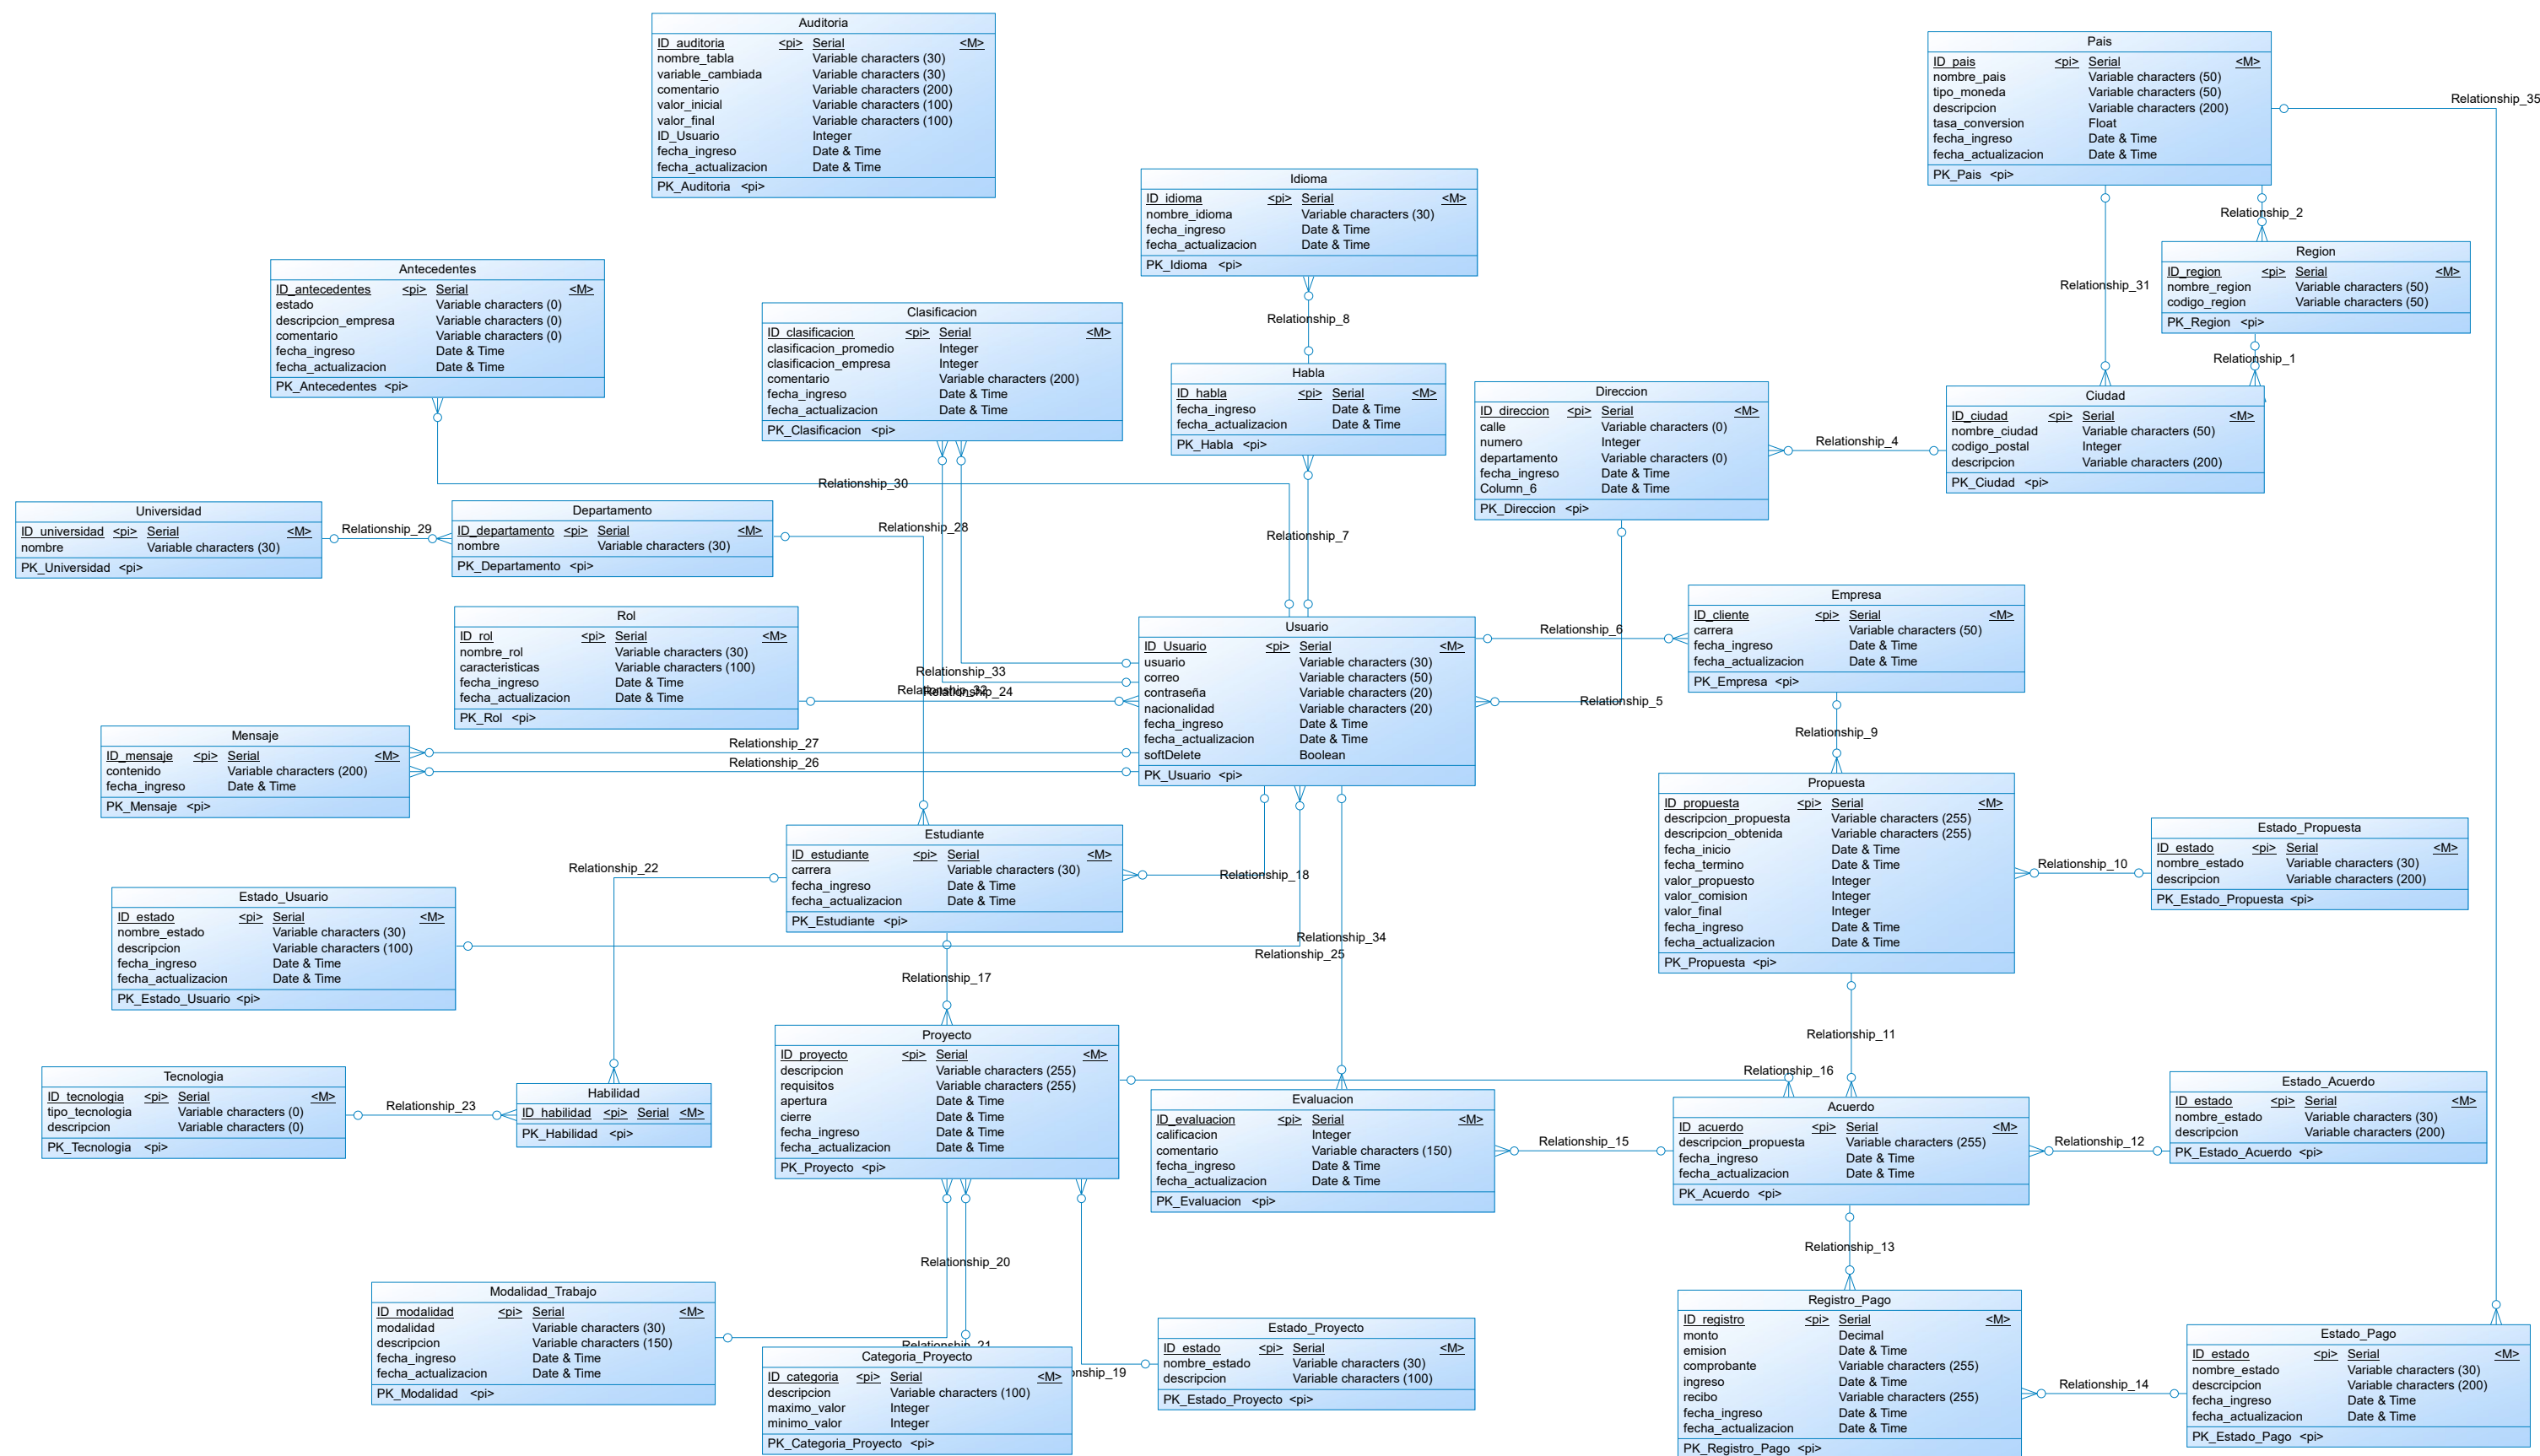 Auditoria
ID_auditoria <pi> Serial <M>
nombre_tabla Variable characters (30)
variable_cambiada Variable characters (30)
comentario Variable characters (200)
valor_inicial Variable characters (100)
valor_final Variable characters (100)
ID_Usuario Integer
fecha_ingreso Date & Time
fecha_actualizacion Date & Time
PK_Auditoria <pi>
Pais
ID_pais <pi> Serial <M>
nombre_pais Variable characters (50)
tipo_moneda Variable characters (50)
descripcion Variable characters (200)
tasa_conversion Float
fecha_ingreso Date & Time
fecha_actualizacion Date & Time
PK_Pais <pi>
Relationship_35
Idioma
ID_idioma <pi> Serial <M>
nombre_idioma Variable characters (30)
fecha_ingreso Date & Time
fecha_actualizacion Date & Time
PK_Idioma <pi>
Relationship_2
Region
ID_region <pi> Serial <M>
nombre_region Variable characters (50)
codigo_region Variable characters (50)
PK_Region <pi>
Relationship_31
Relationship_1
Antecedentes
ID_antecedentes <pi> Serial <M>
estado Variable characters (0)
descripcion_empresa Variable characters (0)
comentario Variable characters (0)
fecha_ingreso Date & Time
fecha_actualizacion Date & Time
PK_Antecedentes <pi>
Clasificacion
ID_clasificacion <pi> Serial <M>
clasificacion_promedio Integer
clasificacion_empresa Integer
comentario Variable characters (200)
fecha_ingreso Date & Time
fecha_actualizacion Date & Time
PK_Clasificacion <pi>
Relationship_8
Habla
ID_habla <pi> Serial <M>
fecha_ingreso Date & Time
fecha_actualizacion Date & Time
PK_Habla <pi>
Direccion
ID_direccion <pi> Serial <M>
calle Variable characters (0)
numero Integer
departamento Variable characters (0)
fecha_ingreso Date & Time
Column_6 Date & Time
PK_Direccion <pi>
Relationship_4
Ciudad
ID_ciudad <pi> Serial <M>
nombre_ciudad Variable characters (50)
codigo_postal Integer
descripcion Variable characters (200)
PK_Ciudad <pi>
Relationship_30
Universidad
ID_universidad <pi> Serial <M>
nombre Variable characters (30)
PK_Universidad <pi>
Relationship_29
Departamento
ID_departamento <pi> Serial <M>
nombre Variable characters (30)
PK_Departamento <pi>
Relationship_28
Relationship_7
Rol
ID_rol <pi> Serial <M>
nombre_rol Variable characters (30)
características Variable characters (100)
fecha_ingreso Date & Time
fecha_actualizacion Date & Time
PK_Rol <pi>
Relationship_33
Relationship_32
Relationship_24
Usuario
ID_Usuario <pi> Serial <M>
usuario Variable characters (30)
correo Variable characters (50)
contraseña Variable characters (20)
nacionalidad Variable characters (20)
fecha_ingreso Date & Time
fecha_actualizacion Date & Time
softDelete Boolean
PK_Usuario <pi>
Relationship_6
Relationship_5
Empresa
ID_cliente <pi> Serial <M>
carrera Variable characters (50)
fecha_ingreso Date & Time
fecha_actualizacion Date & Time
PK_Empresa <pi>
Relationship_9
Mensaje
ID_mensaje <pi> Serial <M>
contenido Variable characters (200)
fecha_ingreso Date & Time
PK_Mensaje <pi>
Relationship_27
Relationship_26
Propuesta
ID_propuesta <pi> Serial <M>
descripcion_propuesta Variable characters (255)
descripcion_obtenida Variable characters (255)
fecha_inicio Date & Time
fecha_termino Date & Time
valor_propuesto Integer
valor_comision Integer
valor_final Integer
fecha_ingreso Date & Time
fecha_actualizacion Date & Time
PK_Propuesta <pi>
Relationship_10
Estado_Propuesta
ID_estado <pi> Serial <M>
nombre_estado Variable characters (30)
descripcion Variable characters (200)
PK_Estado_Propuesta <pi>
Estudiante
ID_estudiante <pi> Serial <M>
carrera Variable characters (30)
fecha_ingreso Date & Time
fecha_actualizacion Date & Time
PK_Estudiante <pi>
Relationship_22
Relationship_18
Estado_Usuario
ID_estado <pi> Serial <M>
nombre_estado Variable characters (30)
descripcion Variable characters (100)
fecha_ingreso Date & Time
fecha_actualizacion Date & Time
PK_Estado_Usuario <pi>
Relationship_34
Relationship_25
Relationship_17
Relationship_11
Proyecto
ID_proyecto <pi> Serial <M>
descripcion Variable characters (255)
requisitos Variable characters (255)
apertura Date & Time
cierre Date & Time
fecha_ingreso Date & Time
fecha_actualizacion Date & Time
PK_Proyecto <pi>
Relationship_16
Tecnologia
ID_tecnologia <pi> Serial <M>
tipo_tecnologia Variable characters (0)
descripcion Variable characters (0)
PK_Tecnologia <pi>
Relationship_23
Habilidad
ID_habilidad <pi> Serial <M>
PK_Habilidad <pi>
Evaluacion
ID_evaluacion <pi> Serial <M>
calificacion Integer
comentario Variable characters (150)
fecha_ingreso Date & Time
fecha_actualizacion Date & Time
PK_Evaluacion <pi>
Relationship_15
Acuerdo
ID_acuerdo <pi> Serial <M>
descripcion_propuesta Variable characters (255)
fecha_ingreso Date & Time
fecha_actualizacion Date & Time
PK_Acuerdo <pi>
Relationship_12
Estado_Acuerdo
ID_estado <pi> Serial <M>
nombre_estado Variable characters (30)
descripcion Variable characters (200)
PK_Estado_Acuerdo <pi>
Relationship_13
Relationship_20
Modalidad_Trabajo
ID_modalidad <pi> Serial <M>
modalidad Variable characters (30)
descripcion Variable characters (150)
fecha_ingreso Date & Time
fecha_actualizacion Date & Time
PK_Modalidad <pi>
Relationship_21
Categoria_Proyecto
ID_categoria <pi> Serial <M>
descripcion Variable characters (100)
maximo_valor Integer
minimo_valor Integer
PK_Categoria_Proyecto <pi>
onship_19
Estado_Proyecto
ID_estado <pi> Serial <M>
nombre_estado Variable characters (30)
descripcion Variable characters (100)
PK_Estado_Proyecto <pi>
Registro_Pago
ID_registro <pi> Serial <M>
monto Decimal
emision Date & Time
comprobante Variable characters (255)
ingreso Date & Time
recibo Variable characters (255)
fecha_ingreso Date & Time
fecha_actualizacion Date & Time
PK_Registro_Pago <pi>
Relationship_14
Estado_Pago
ID_estado <pi> Serial <M>
nombre_estado Variable characters (30)
descrcipcion Variable characters (200)
fecha_ingreso Date & Time
fecha_actualizacion Date & Time
PK_Estado_Pago <pi>